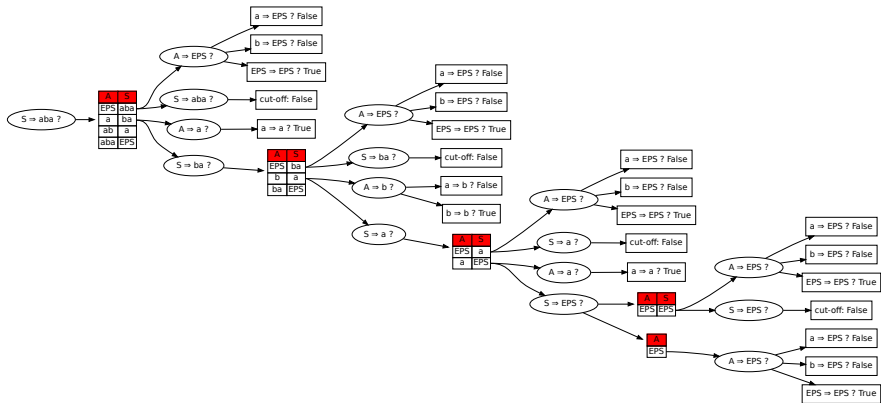 S ⇒ aba ?
A S
EPS aba
a ba
ab a
aba EPS
A ⇒ EPS ?
a ⇒ EPS ? False
b ⇒ EPS ? False
EPS ⇒ EPS ? True
S ⇒ aba ?
cut-off: False
A ⇒ a ?
a ⇒ a ? True
S ⇒ ba ?
A S
EPS ba
b a
ba EPS
A ⇒ EPS ?
a ⇒ EPS ? False
b ⇒ EPS ? False
EPS ⇒ EPS ? True
S ⇒ ba ?
cut-off: False
A ⇒ b ?
a ⇒ b ? False
b ⇒ b ? True
S ⇒ a ?
A S
EPS a
a EPS
A ⇒ EPS ?
a ⇒ EPS ? False
b ⇒ EPS ? False
EPS ⇒ EPS ? True
S ⇒ a ?
cut-off: False
A ⇒ a ?
a ⇒ a ? True
S ⇒ EPS ?
A S
EPS EPS
A ⇒ EPS ?
a ⇒ EPS ? False
b ⇒ EPS ? False
EPS ⇒ EPS ? True
S ⇒ EPS ?
cut-off: False
A
EPS
A ⇒ EPS ?
a ⇒ EPS ? False
b ⇒ EPS ? False
EPS ⇒ EPS ? True